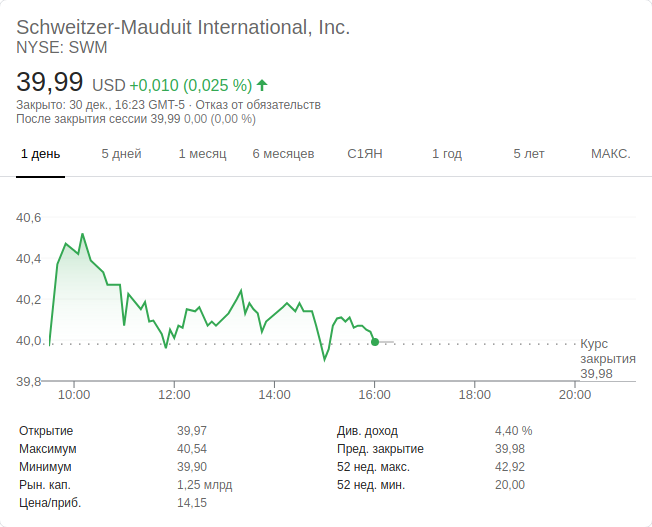 Schweitzer-Mauduit International, Inc.
NYSE: SWM
39,99 USD +0,010 (0,025 %)
Закрыто: 30 дек., 16:23 GMT-5 · Отказ от обязательств
После закрытия сессии 39,99 0,00 (0,00 %)
1 день 5 дней 1 месяц 6 месяцев С1ЯН 1 год 5 лет МАКС.
40,6
40,4
40,2
40,0
Курс
закрытия
39,98
39,8
10:00 12:00 14:00 16:00 18:00 20:00
Открытие 39,97 Див. доход 4,40 %
Максимум 40,54 Пред. закрытие 39,98
Минимум 39,90 52 нед. макс. 42,92
Рын. кап. 1,25 млрд 52 нед. мин. 20,00
Цена/приб. 14,15